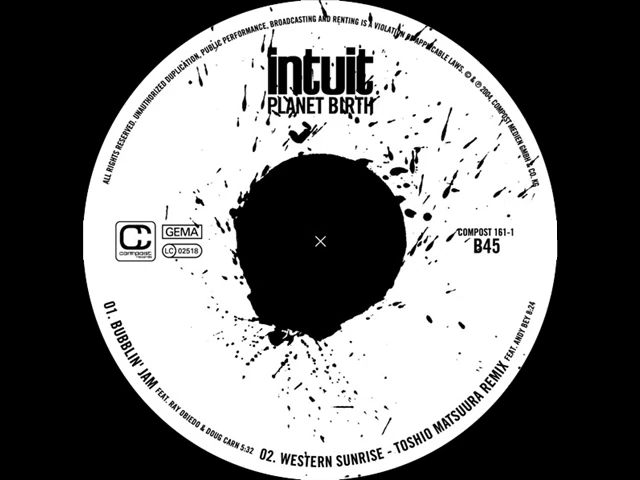 ALL RIGHTS RESERVED. UNAUTHORIZED DUPLICATION, PUBLIC PERFORMANCE, BROADCASTING AND RENTING IS A VIOLATION OF APPLICABLE LAWS. © & ℗ 2004, COMPOST MEDIEN GMBH & CO. KG
intuit
PLANET BIRTH
compost
records
GEMA
LC 02518
COMPOST 161-1
B45
01. BUBBLIN' JAM FEAT. RAY OBIEDO & DOUG CARN 5:32
02. WESTERN SUNRISE - TOSHIO MATSUURA REMIX FEAT. ANDY BEY 8:24